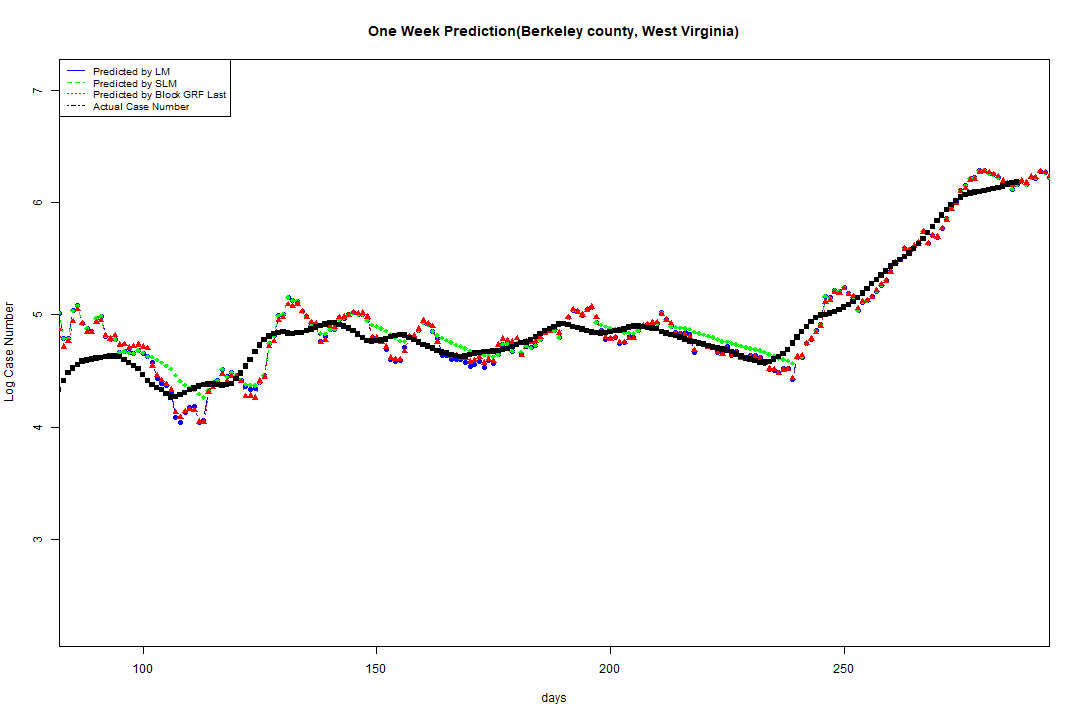 One Week Prediction(Berkeley county, West Virginia)
Predicted by LM
Predicted by SLM
Predicted by Block GRF Last
Actual Case Number
7
6
5
4
3
Log Case Number
100 150 200 250
days